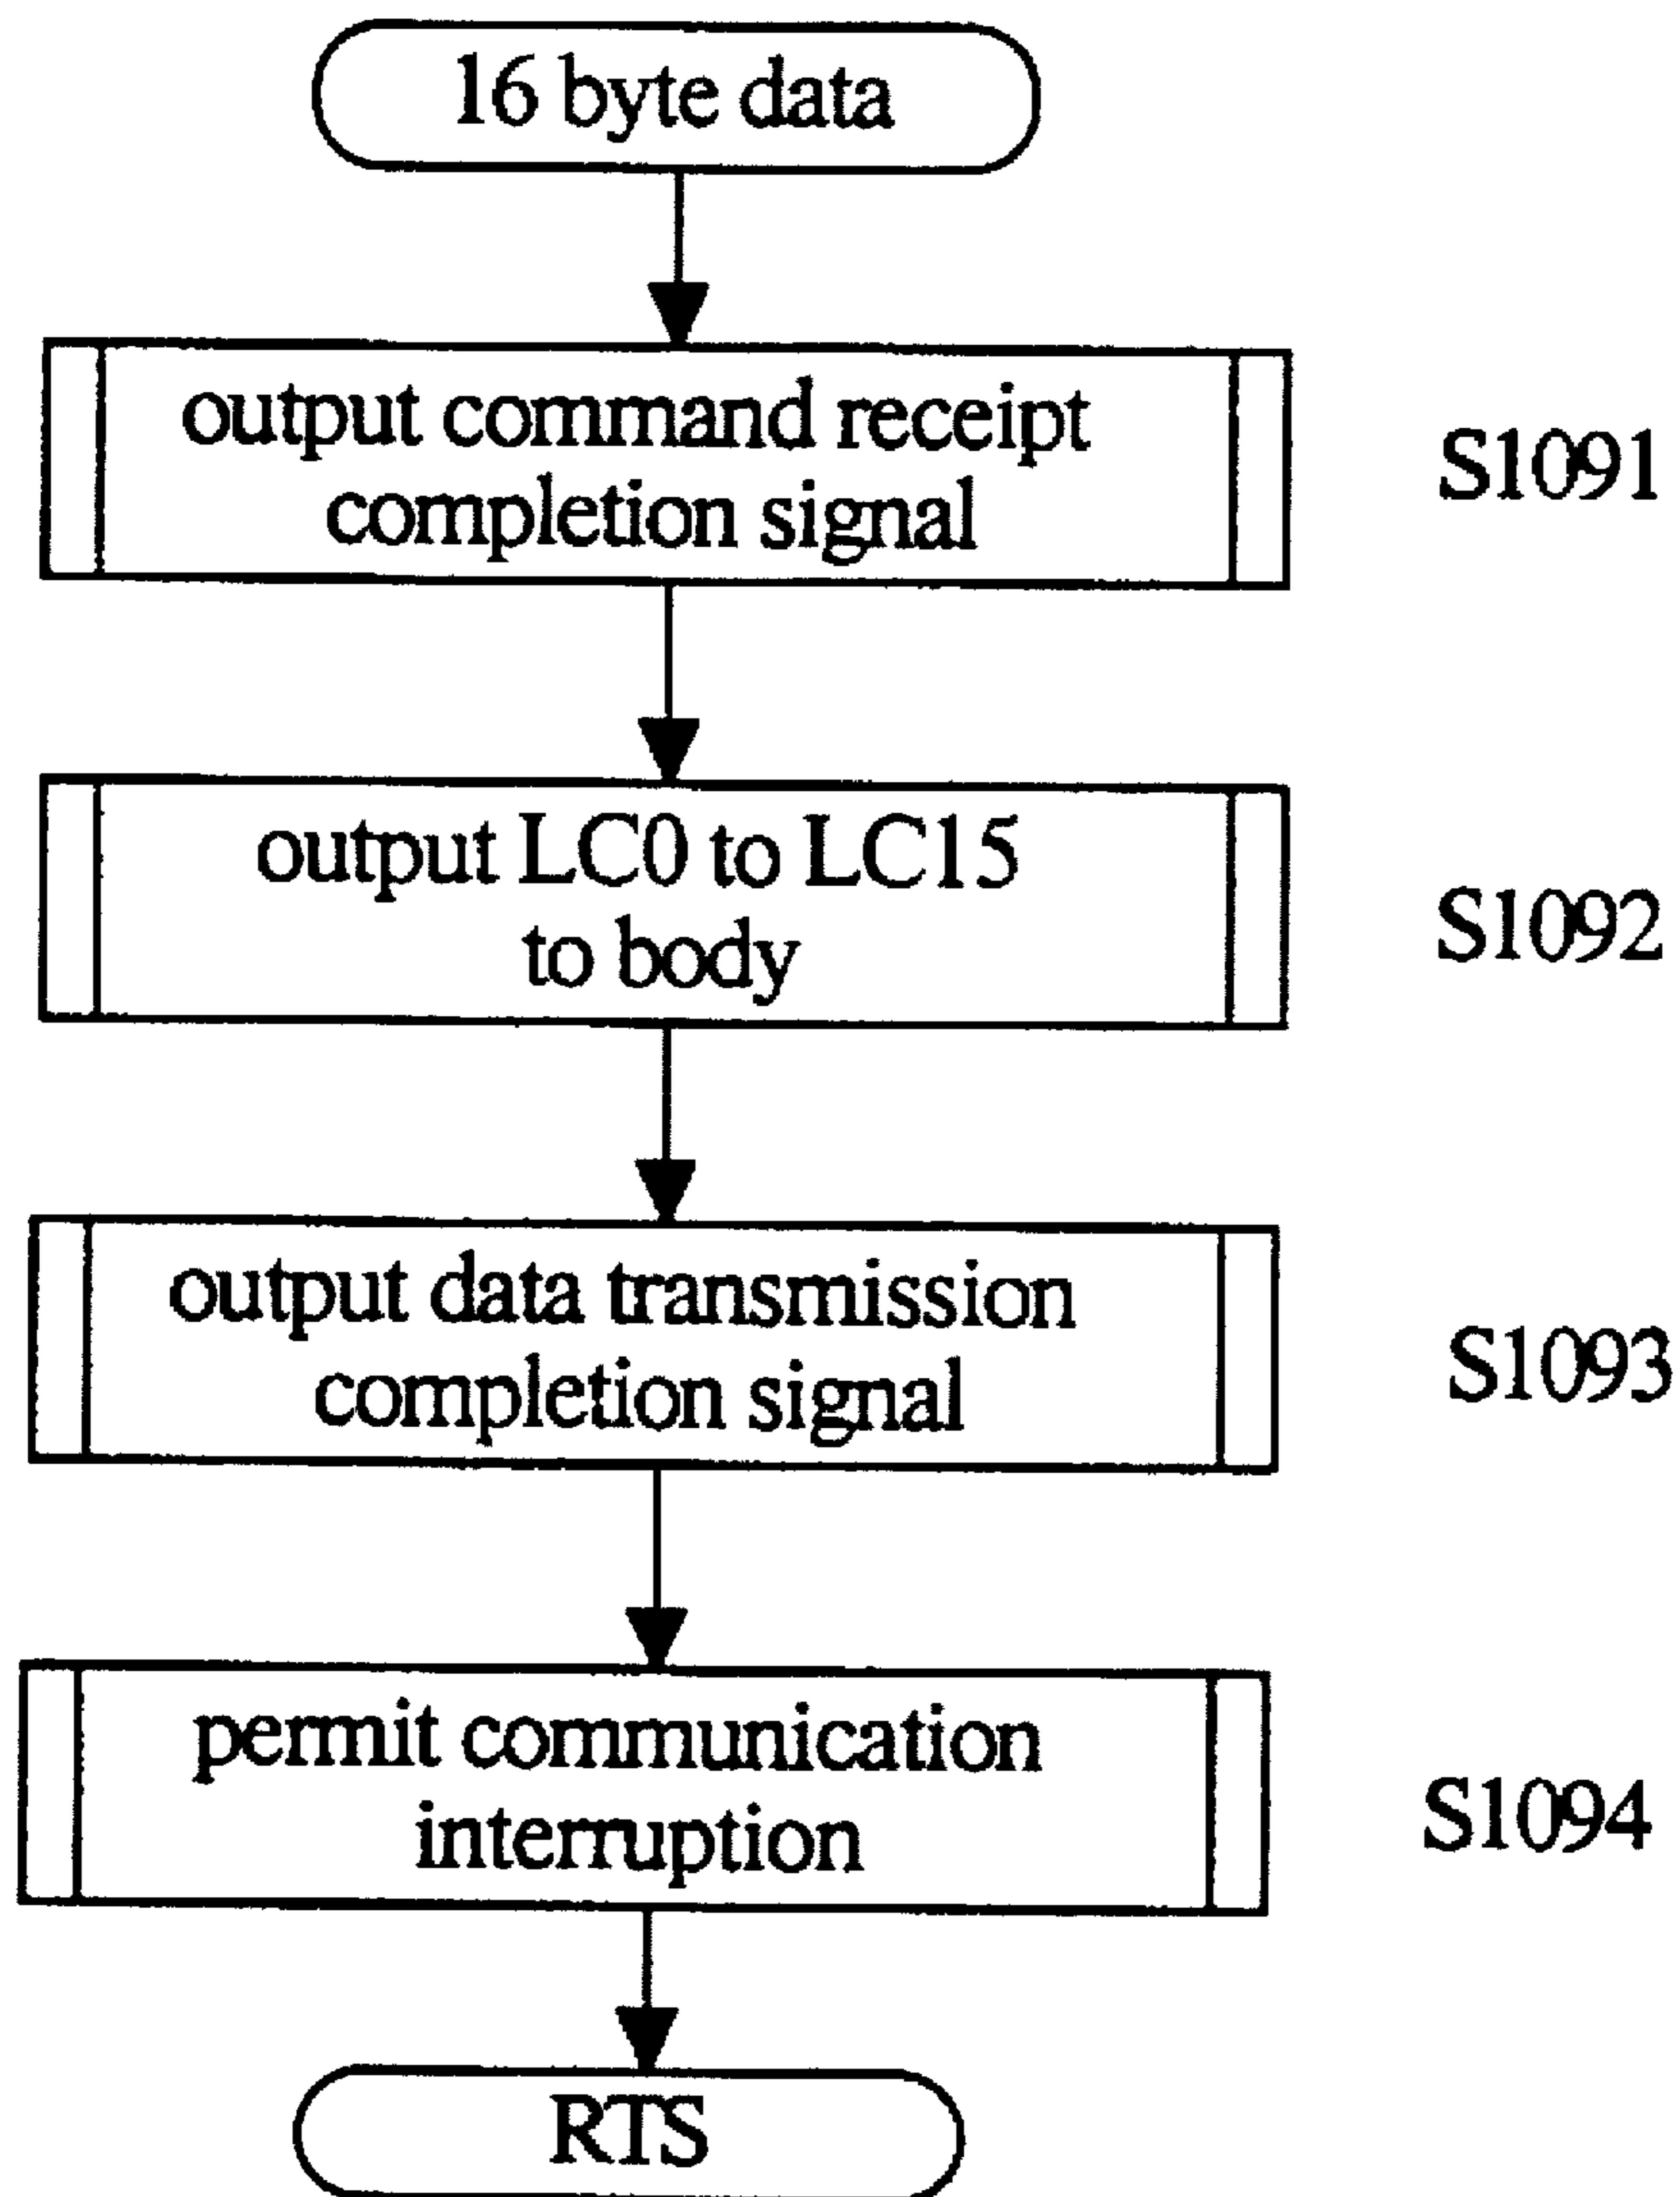 16 byte data
output command receipt
completion signal
S1091
output LC0 to LC15
to body
S1092
output data transmission
completion signal
S1093
permit communication
interruption
S1094
RTS